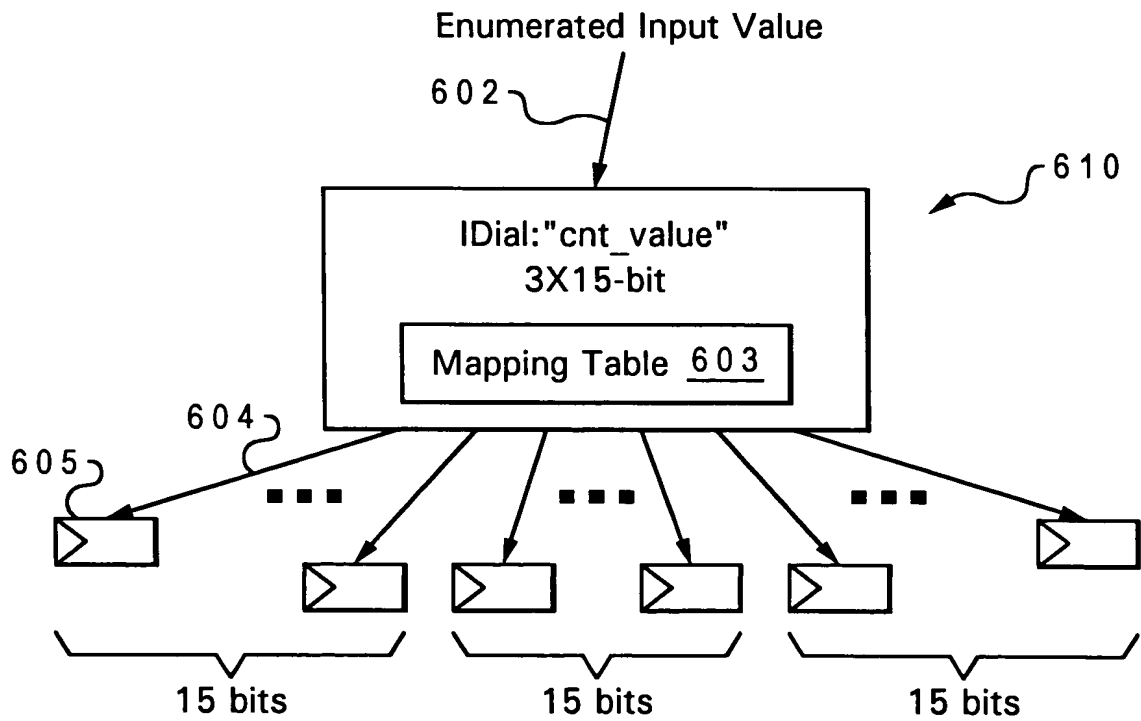 Enumerated Input Value
602
610
IDial:"cnt_value"
3X15-bit
Mapping Table 603
604
605
15 bits
15 bits
15 bits